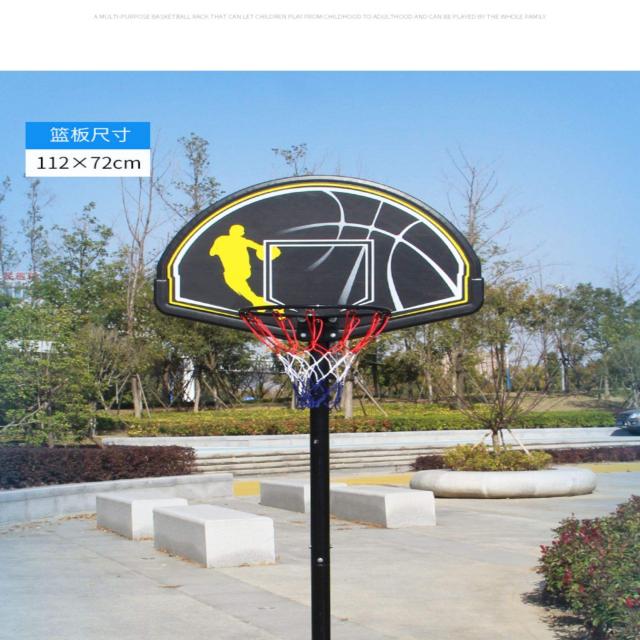 A MULTI-PURPOSE BASKETBALL RACK THAT CAN LET CHILDREN PLAY FROM CHILDHOOD TO ADULTHOOD AND CAN BE PLAYED BY THE WHOLE FAMILY
篮板尺寸
112×72cm